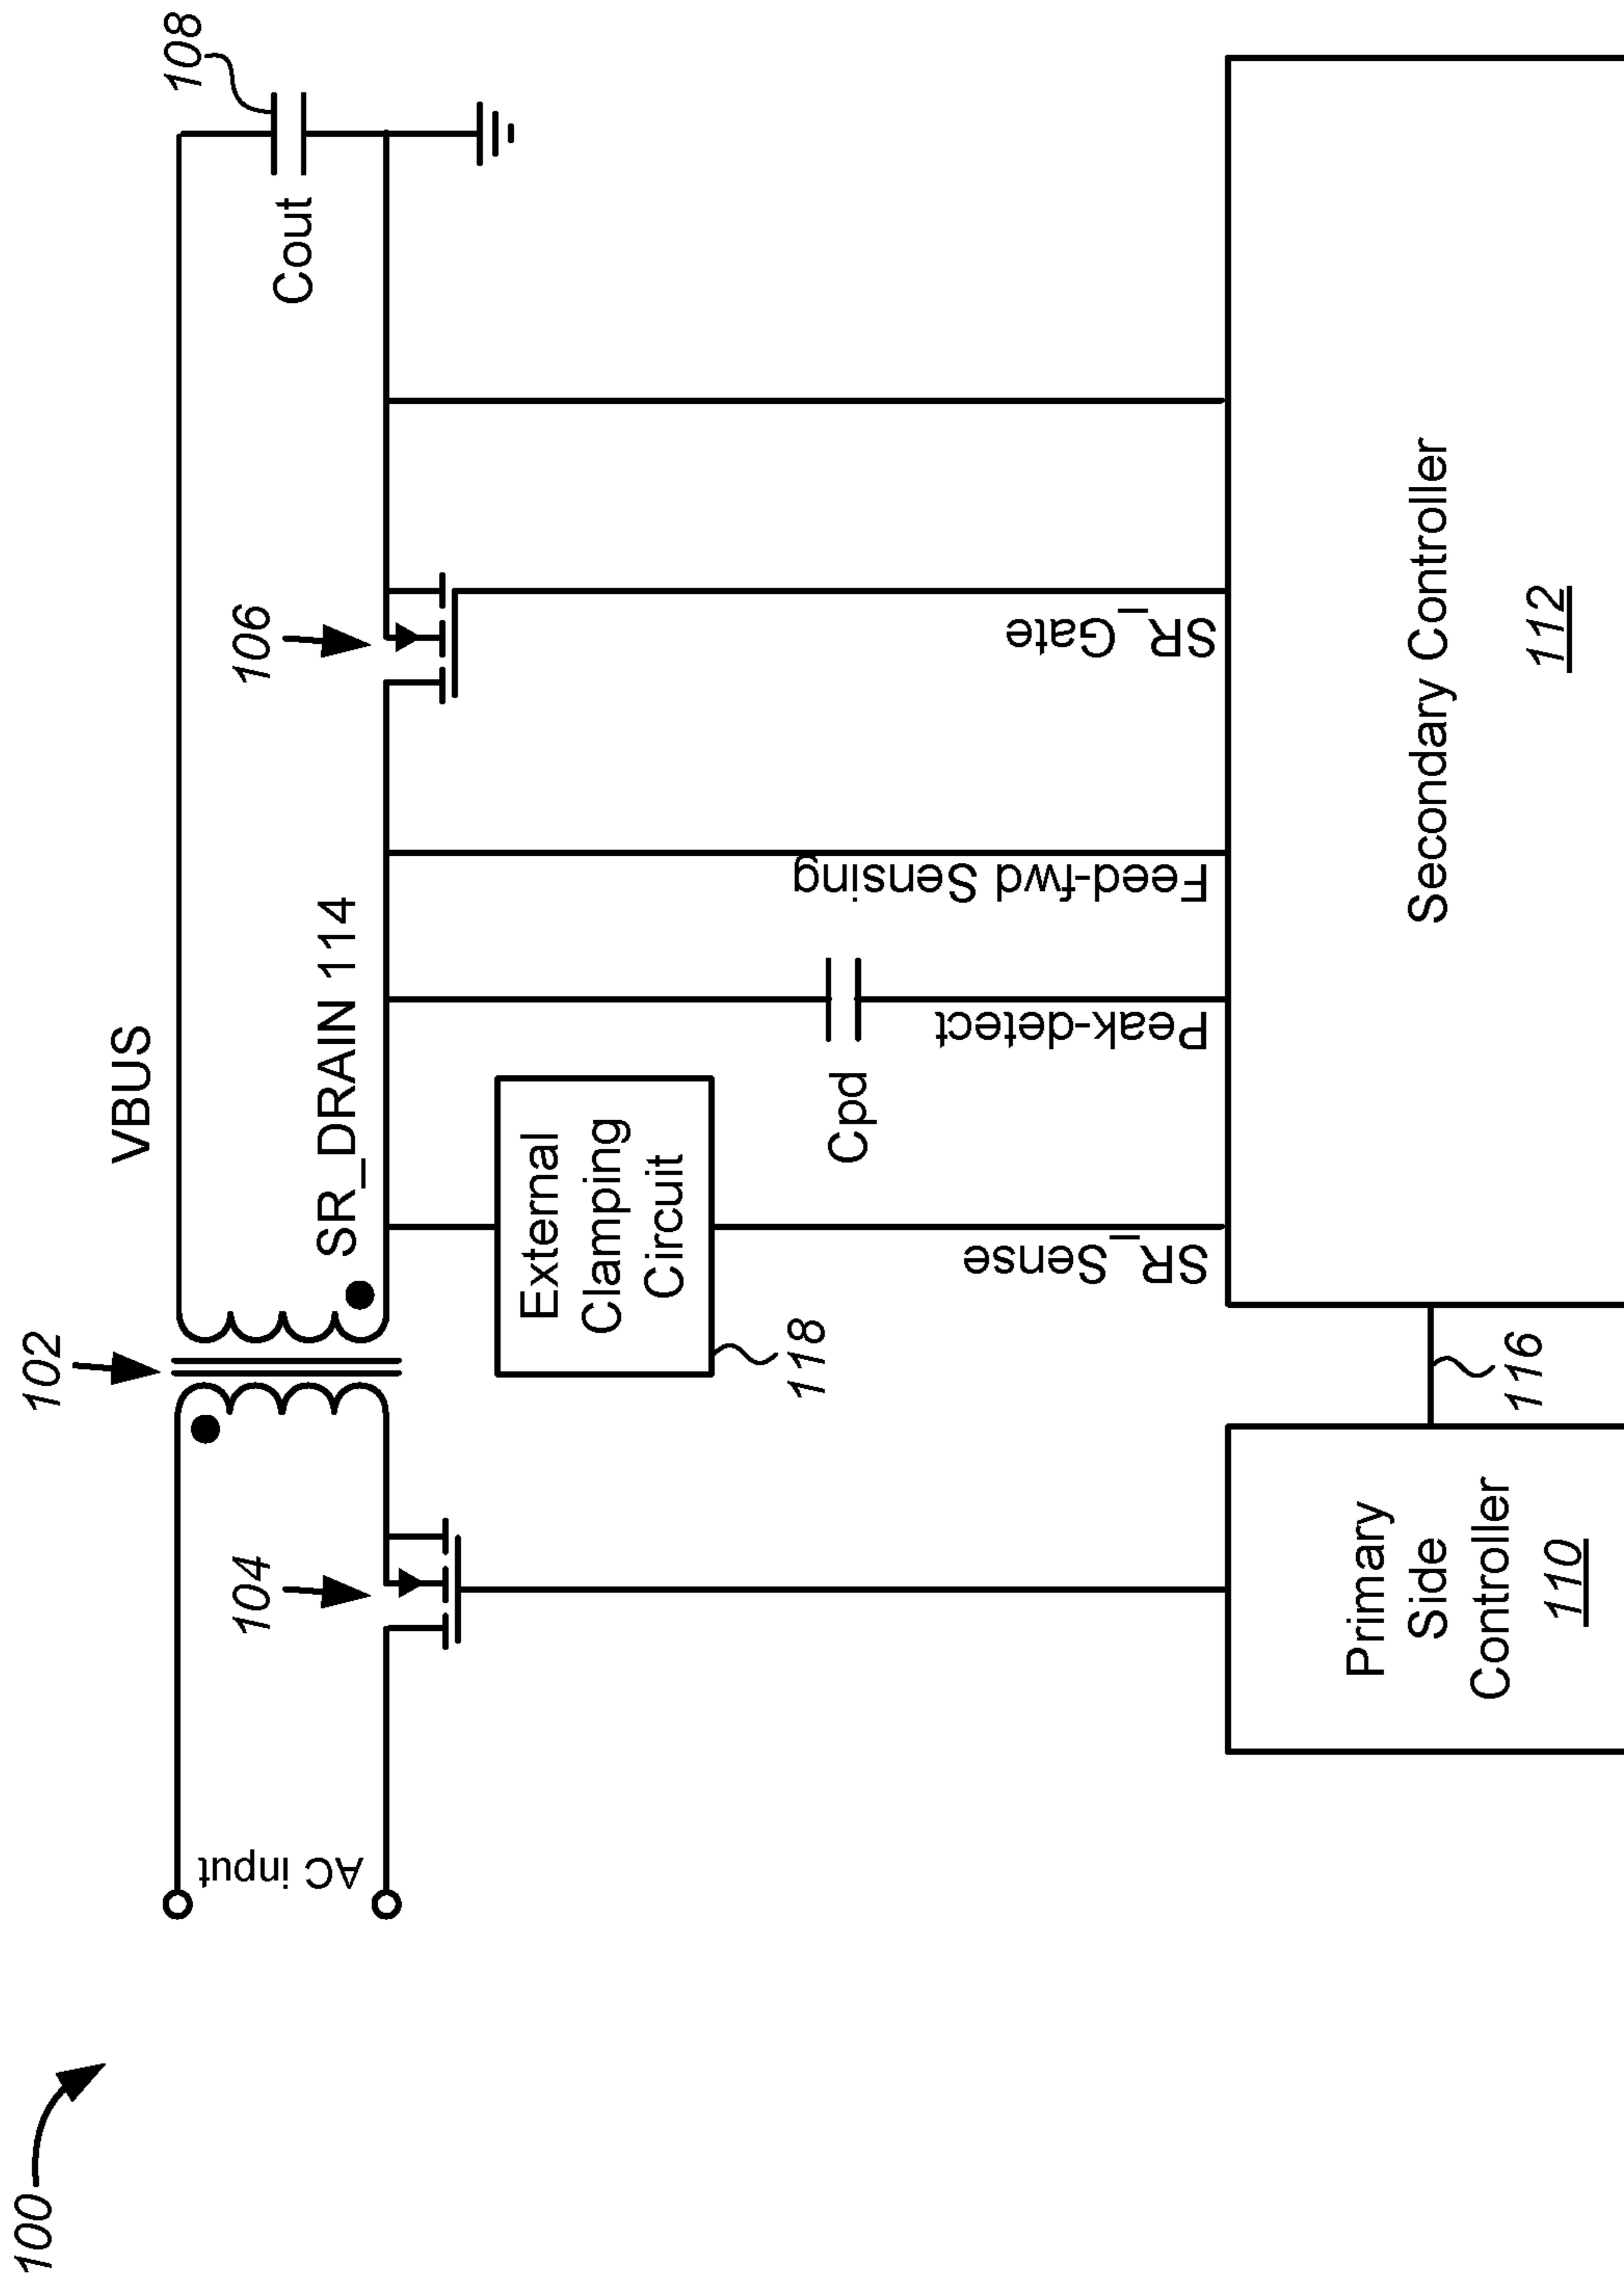 100
102
VBUS
108
SR_DRAIN 114
Cout
104
106
AC input
External
Clamping
Circuit
118
Cpd
SR_Sense
Peak-detect
Feed-fwd Sensing
SR_Gate
Primary
Side
Controller
110
116
Secondary Controller
112